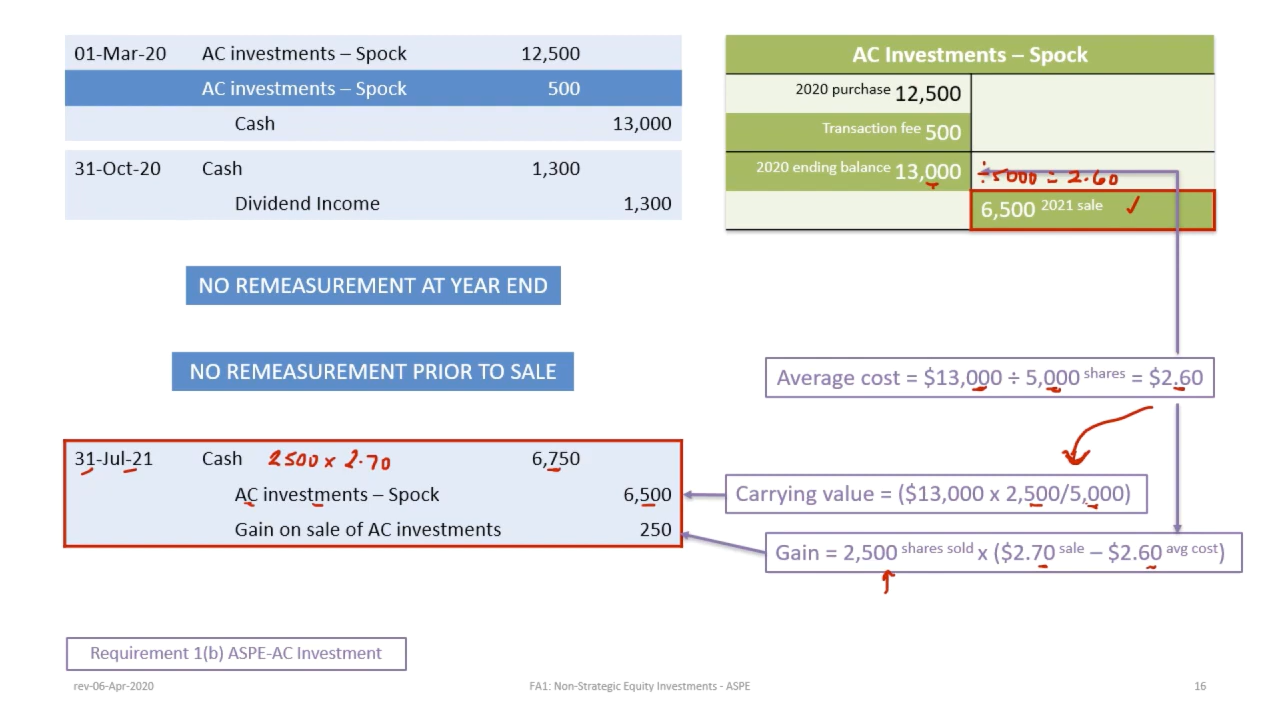 01-Mar-20 AC investments – Spock 12,500
AC investments – Spock 500
Cash 13,000
31-Oct-20 Cash 1,300
Dividend Income 1,300
NO REMEASUREMENT AT YEAR END
NO REMEASUREMENT PRIOR TO SALE
31-Jul-21 Cash 2500 x 2.70 6,750
AC investments – Spock 6,500
Gain on sale of AC investments 250
AC Investments – Spock
2020 purchase 12,500
Transaction fee 500
2020 ending balance 13,000 ÷5000 = 2.60
6,500 2021 sale ✓
Average cost = $13,000 ÷ 5,000 shares = $2.60
Carrying value = ($13,000 x 2,500/5,000)
Gain = 2,500 shares sold x ($2.70 sale – $2.60 avg cost)
Requirement 1(b) ASPE-AC Investment
rev-06-Apr-2020 FA1: Non-Strategic Equity Investments - ASPE 16